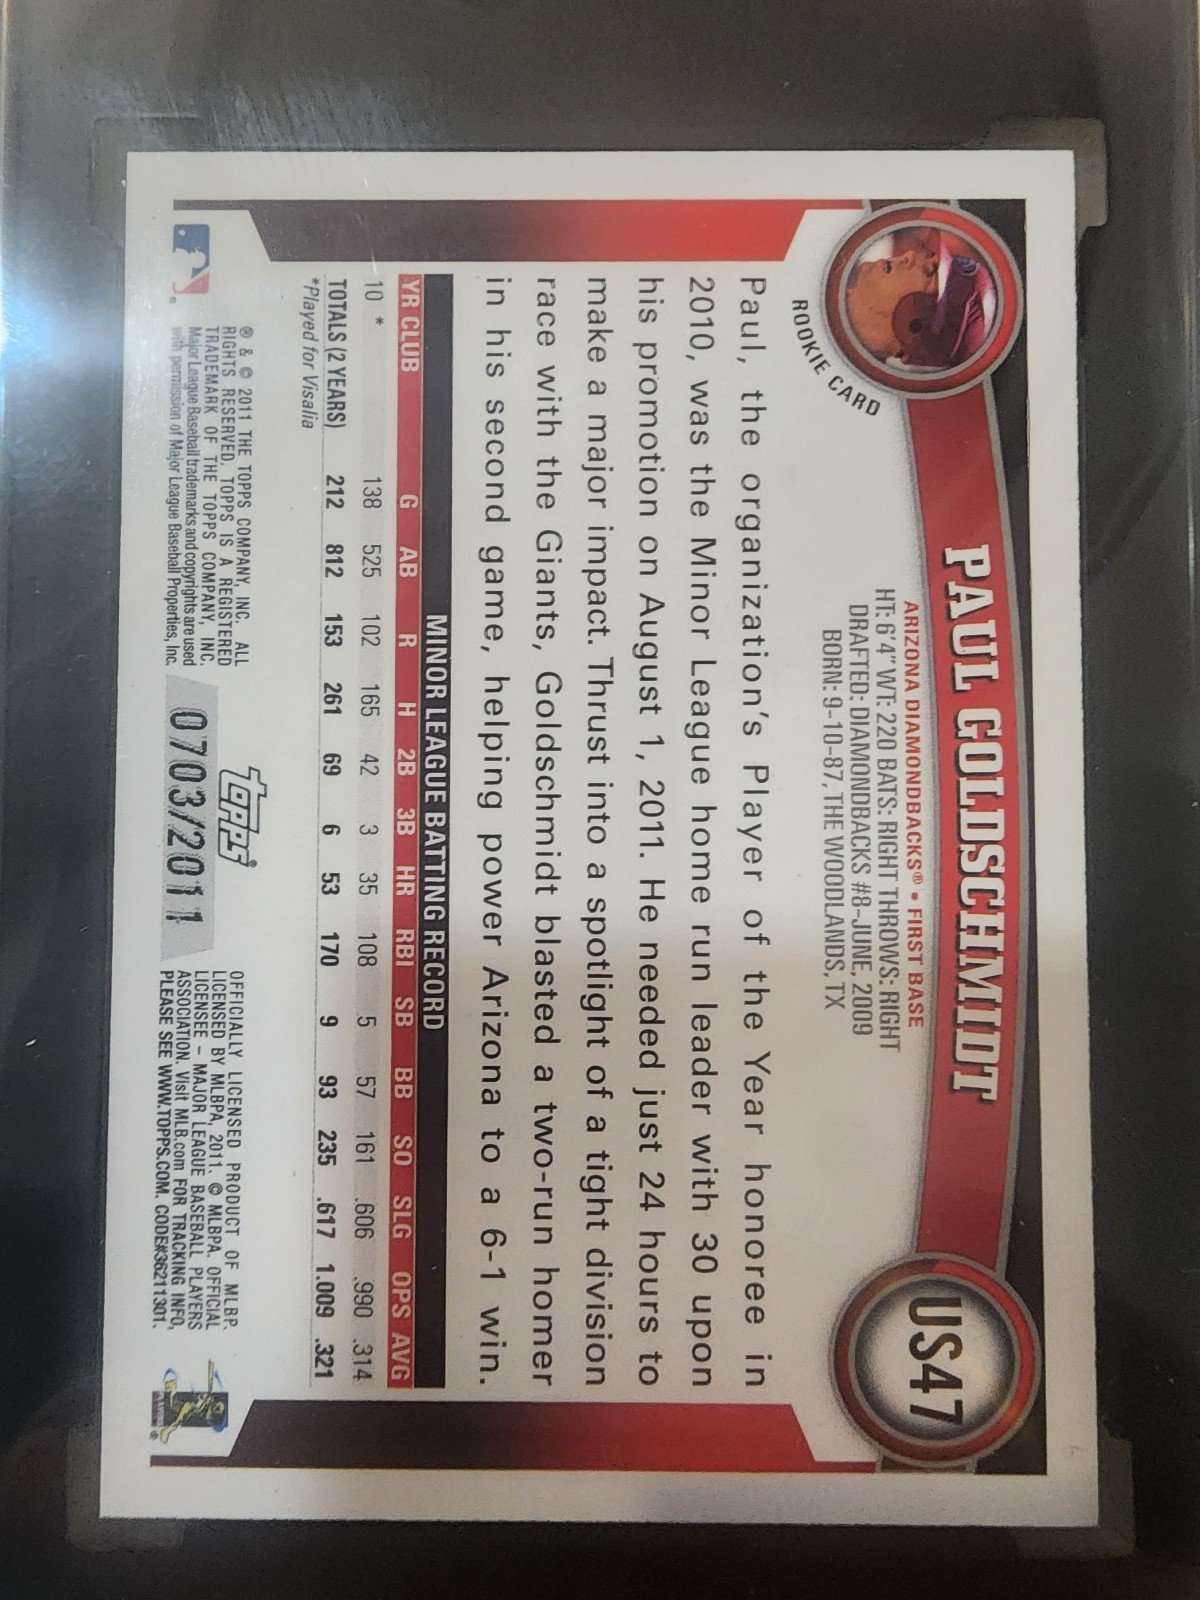 PAUL GOLDSCHMIDT
US47
ROOKIE CARD
ARIZONA DIAMONDBACKS® • FIRST BASE
HT: 6'4" WT: 220 BATS: RIGHT THROWS: RIGHT
DRAFTED: DIAMONDBACKS #8-JUNE, 2009
BORN: 9-10-87, THE WOODLANDS, TX
Paul, the organization's Player of the Year honoree in
2010, was the Minor League home run leader with 30 upon
his promotion on August 1, 2011. He needed just 24 hours to
make a major impact. Thrust into a spotlight of a tight division
race with the Giants, Goldschmidt blasted a two-run homer
in his second game, helping power Arizona to a 6-1 win.
MINOR LEAGUE BATTING RECORD
YR CLUB G AB R H 2B 3B HR RBI SB BB SO SLG OPS AVG
10 * 138 525 102 165 42 3 35 108 5 57 161 .606 .990 .314
TOTALS (2 YEARS) 212 812 153 261 69 6 53 170 9 93 235 .617 1.009 .321
*Played for Visalia
® & © 2011 THE TOPPS COMPANY, INC. ALL
RIGHTS RESERVED. TOPPS IS A REGISTERED
TRADEMARK OF THE TOPPS COMPANY, INC.
Major League Baseball trademarks and copyrights are used
with permission of Major League Baseball Properties, Inc.
topps®
0703/2011
OFFICIALLY LICENSED PRODUCT OF MLBP.
LICENSED BY MLBPA, 2011. © MLBPA. OFFICIAL
LICENSEE – MAJOR LEAGUE BASEBALL PLAYERS
ASSOCIATION. Visit MLB.com FOR TRACKING INFO,
PLEASE SEE WWW.TOPPS.COM. CODE#36211301.